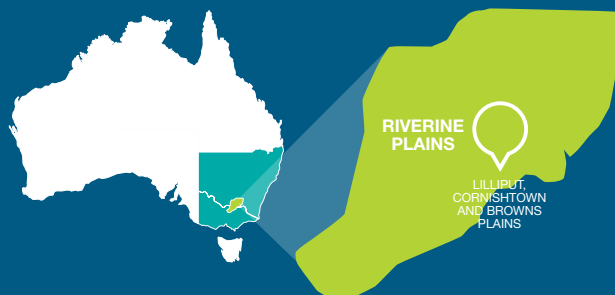 RIVERINE
PLAINS
LILLIPUT,
CORNISHTOWN
AND BROWNS
PLAINS